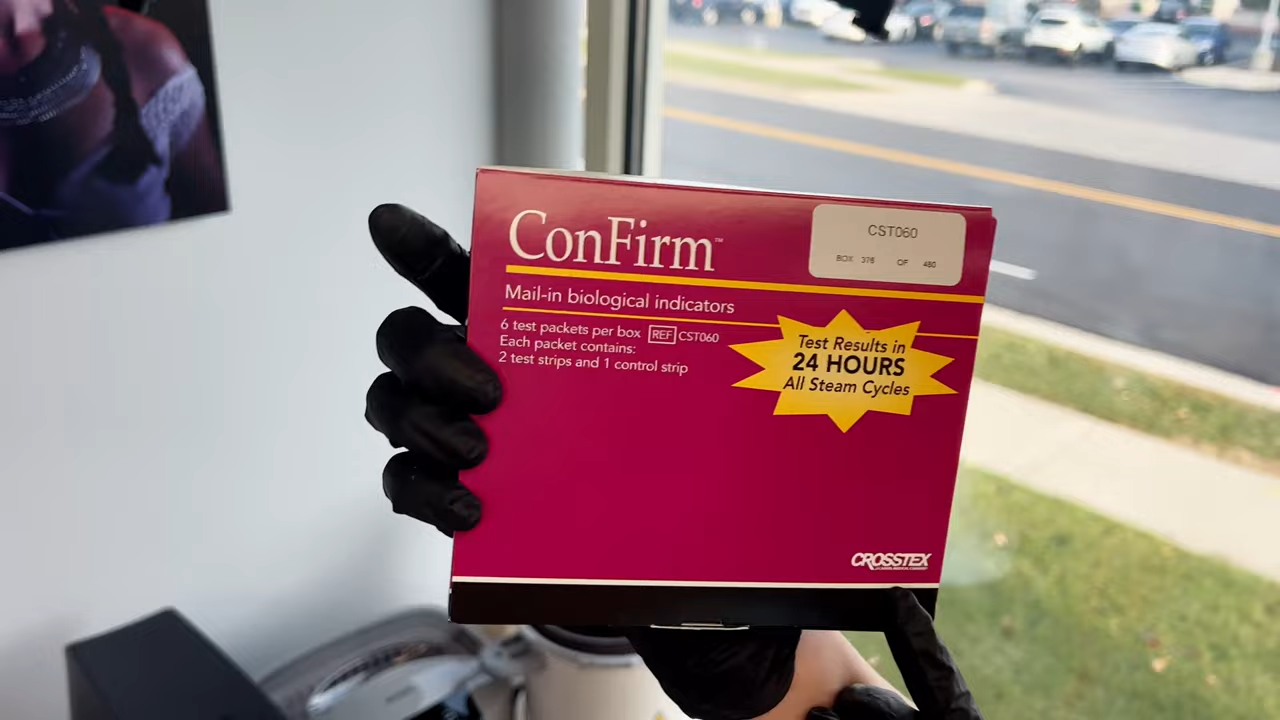 ConFirm™
CST060
BOX 376 OF 480
Mail-in biological indicators
6 test packets per box REF CST060
Each packet contains:
2 test strips and 1 control strip
Test Results in
24 HOURS
All Steam Cycles
CROSSTEX